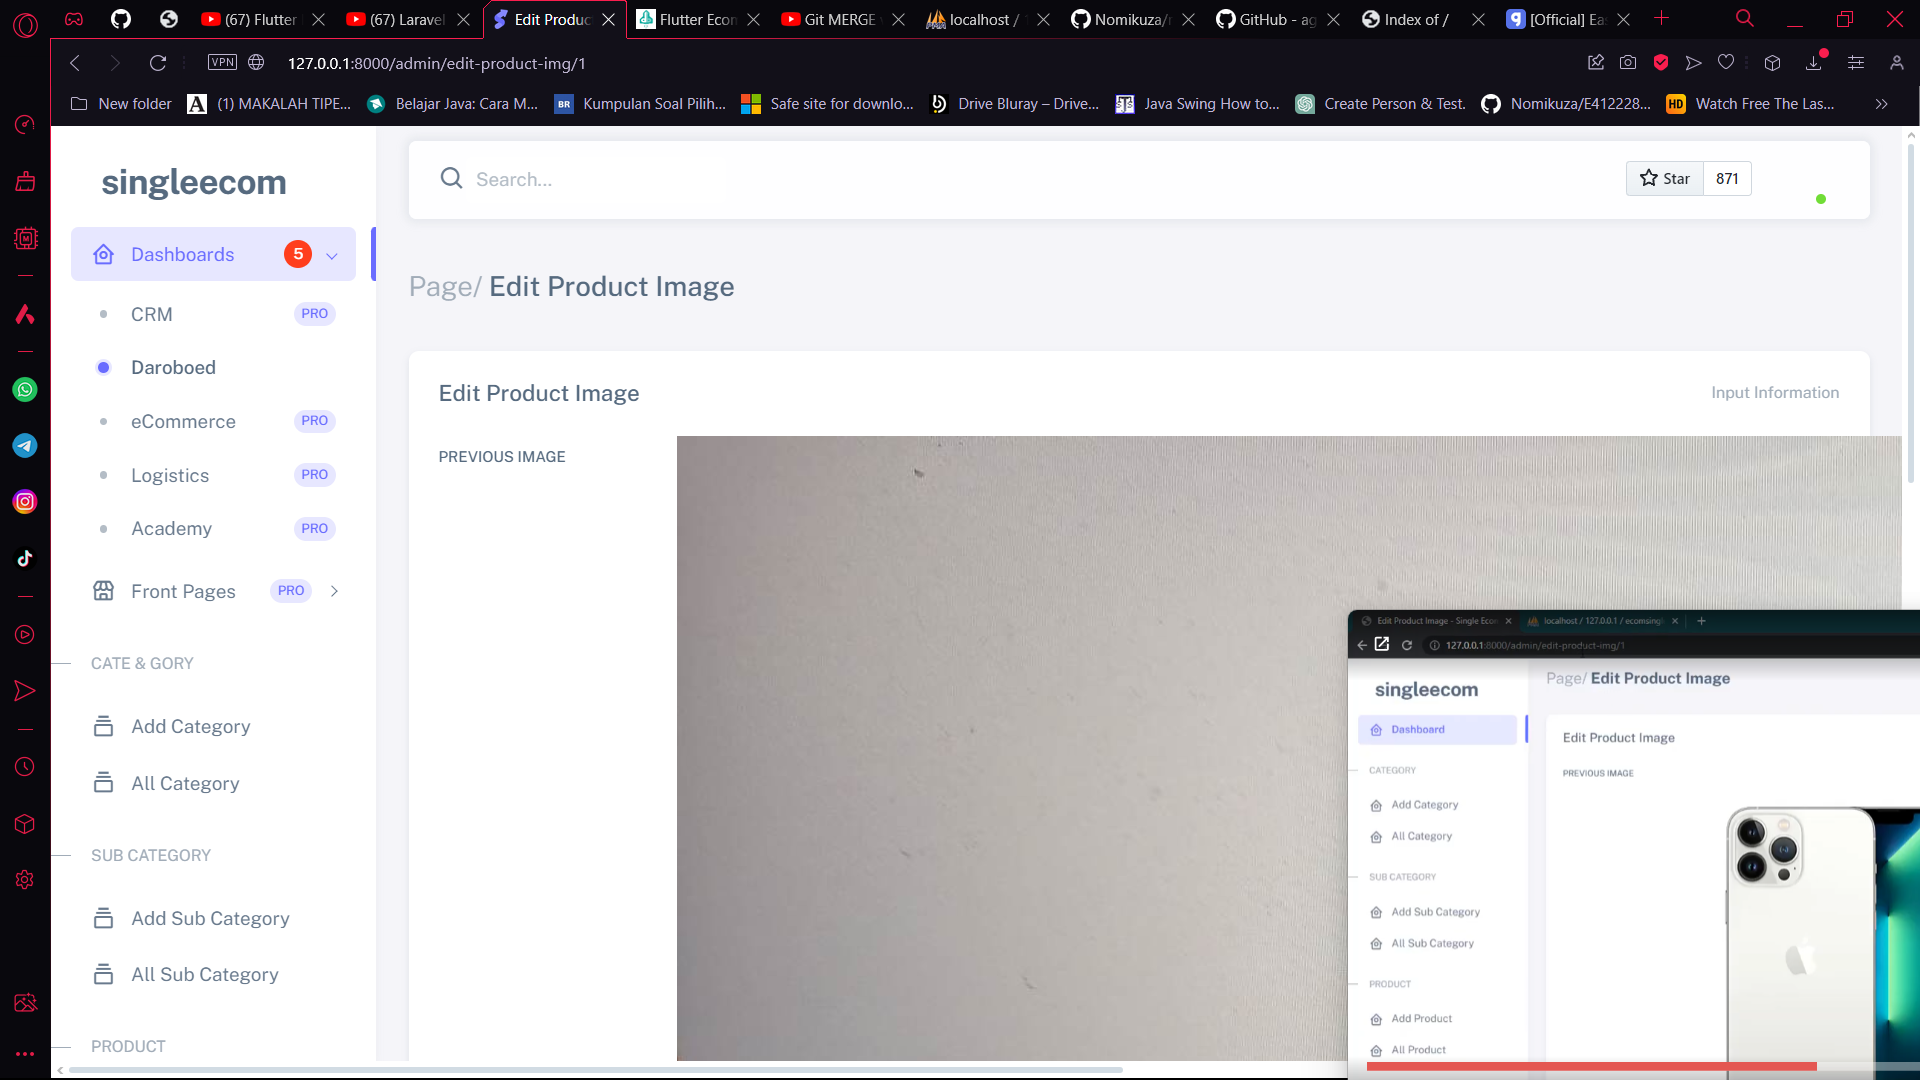 (67) Flutter
(67) Laravel
Edit Produc
Flutter Econ
Git MERGE
localhost /
Nomikuza/
GitHub - ag
Index of /
[Official] Ea
VPN
127.0.0.1:8000/admin/edit-product-img/1
New folder
(1) MAKALAH TIPE...
Belajar Java: Cara M...
BR
Kumpulan Soal Pilih...
Safe site for downlo...
Drive Bluray – Drive...
Java Swing How to...
Create Person & Test.
Nomikuza/E412228...
HD
Watch Free The Las...
singleecom
Search...
Star
871
Dashboards
5
CRM
PRO
Daroboed
eCommerce
PRO
Logistics
PRO
Academy
PRO
Front Pages
PRO
CATE & GORY
Add Category
All Category
SUB CATEGORY
Add Sub Category
All Sub Category
PRODUCT
Page/ Edit Product Image
Edit Product Image
Input Information
PREVIOUS IMAGE
Edit Product Image - Single Econ
localhost / 127.0.0.1 / ecomsingl
127.0.0.1:8000/admin/edit-product-img/1
singleecom
Page/ Edit Product Image
Dashboard
Edit Product Image
CATEGORY
PREVIOUS IMAGE
Add Category
All Category
SUB CATEGORY
Add Sub Category
All Sub Category
PRODUCT
Add Product
All Product